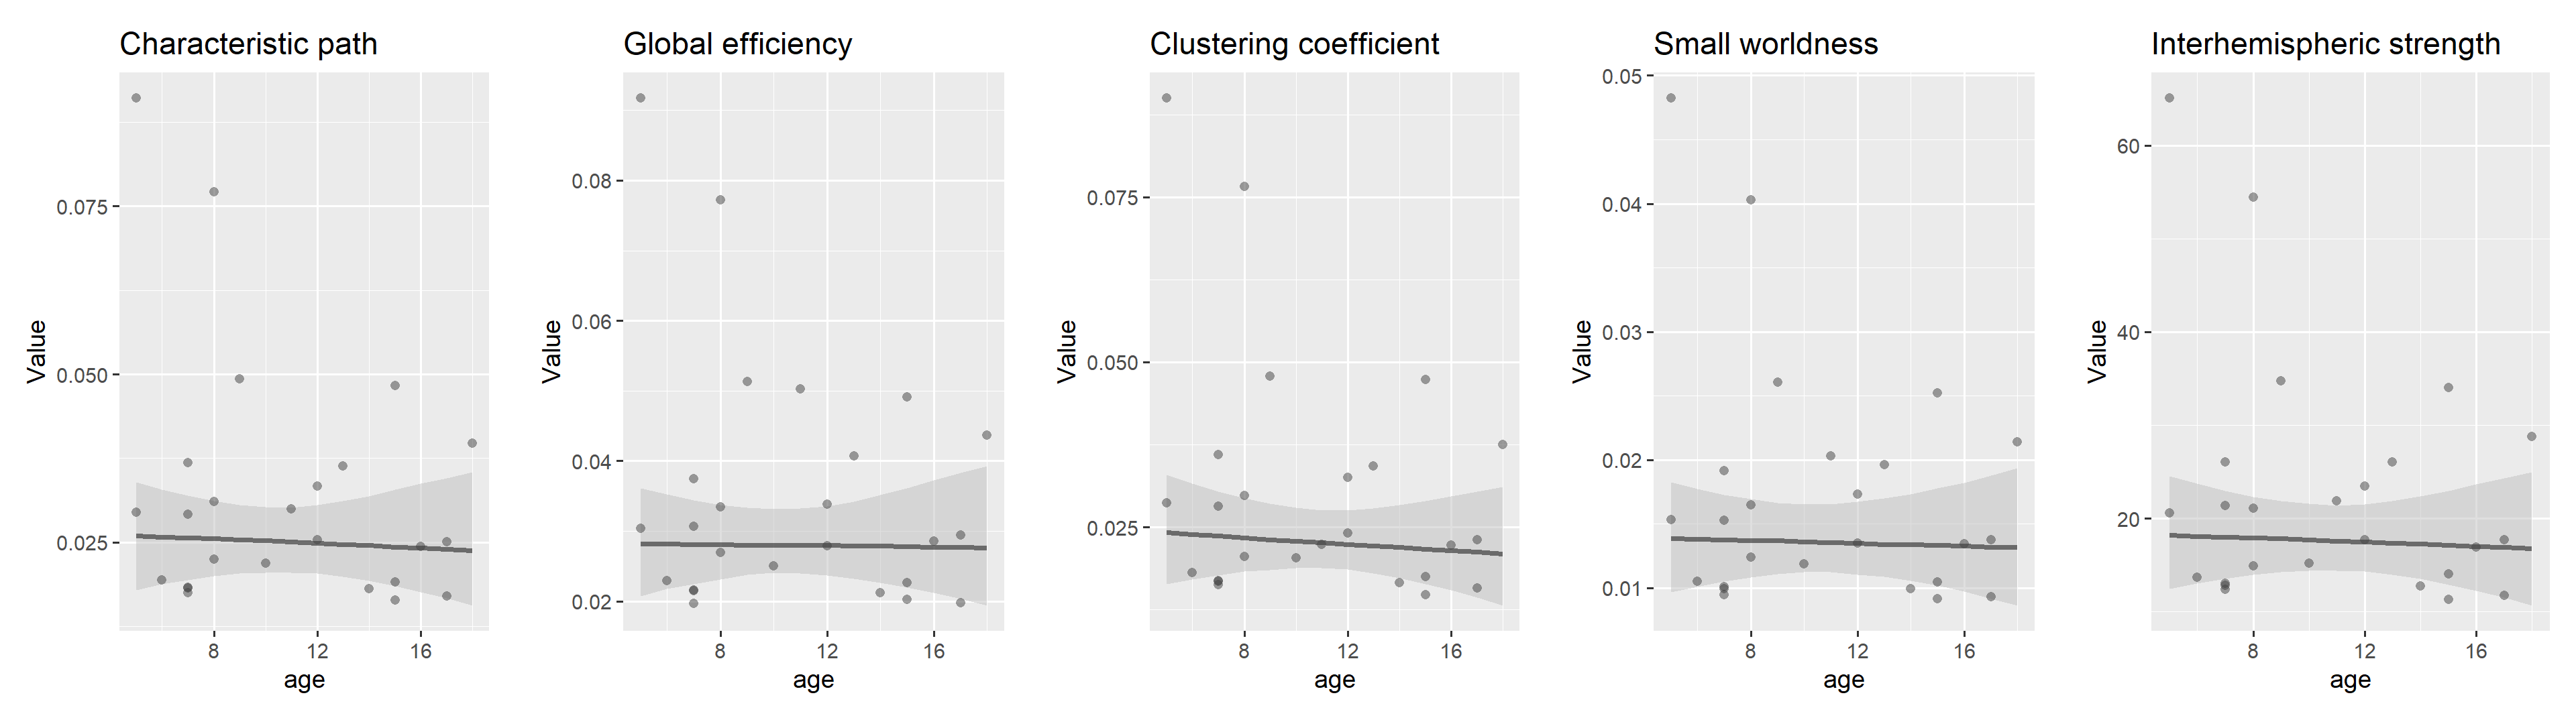 Characteristic path
Value
0.075
0.050
0.025
8 12 16
age
Global efficiency
Value
0.08
0.06
0.04
0.02
8 12 16
age
Clustering coefficient
Value
0.075
0.050
0.025
8 12 16
age
Small worldness
Value
0.05
0.04
0.03
0.02
0.01
8 12 16
age
Interhemispheric strength
Value
60
40
20
8 12 16
age